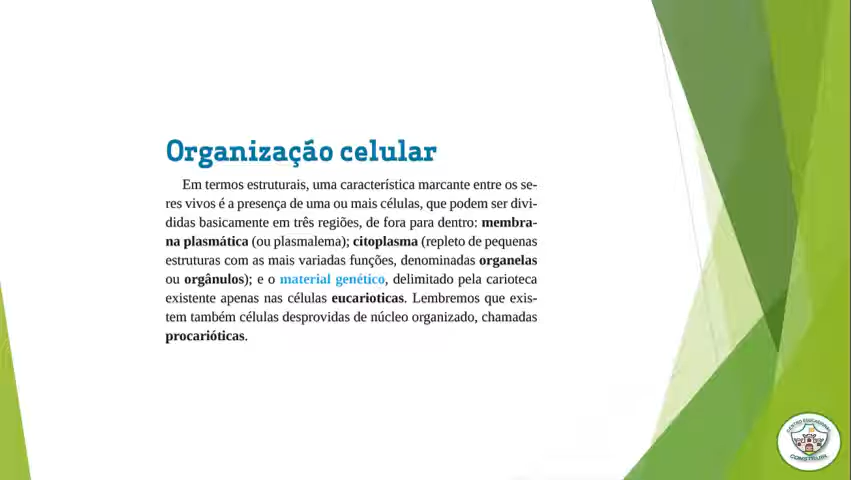 Organização celular
Em termos estruturais, uma característica marcante entre os se-
res vivos é a presença de uma ou mais células, que podem ser divi-
didas basicamente em três regiões, de fora para dentro: membra-
na plasmática (ou plasmalema); citoplasma (repleto de pequenas
estruturas com as mais variadas funções, denominadas organelas
ou orgânulos); e o material genético, delimitado pela carioteca
existente apenas nas células eucarioticas. Lembremos que exis-
tem também células desprovidas de núcleo organizado, chamadas
procarióticas.
CENTRO EDUCACIONAL
CONSTRUIR